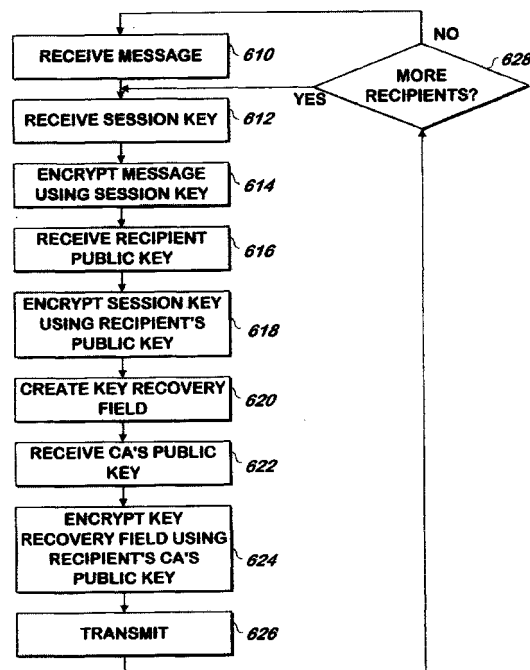 RECEIVE MESSAGE 610
RECEIVE SESSION KEY 612
ENCRYPT MESSAGE
USING SESSION KEY 614
RECEIVE RECIPIENT
PUBLIC KEY 616
ENCRYPT SESSION KEY
USING RECIPIENT'S
PUBLIC KEY 618
CREATE KEY RECOVERY
FIELD 620
RECEIVE CA'S PUBLIC
KEY 622
ENCRYPT KEY
RECOVERY FIELD USING
RECIPIENT'S CA'S
PUBLIC KEY 624
TRANSMIT 626
NO
628
MORE
RECIPIENTS?
YES